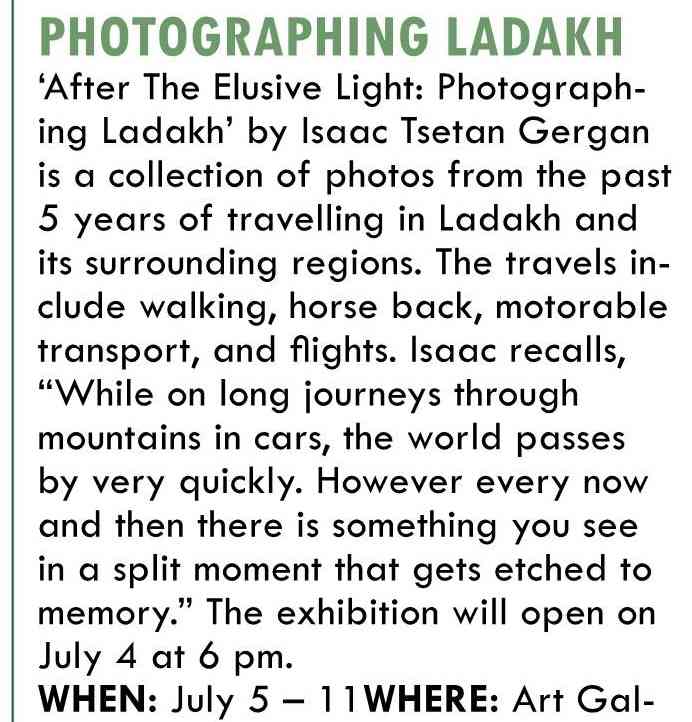 PHOTOGRAPHING LADAKH
‘After The Elusive Light: Photograph-
ing Ladakh’ by Isaac Tsetan Gergan
is a collection of photos from the past
5 years of travelling in Ladakh and
its surrounding regions. The travels in-
clude walking, horse back, motorable
transport, and flights. Isaac recalls,
“While on long journeys through
mountains in cars, the world passes
by very quickly. However every now
and then there is something you see
in a split moment that gets etched to
memory.” The exhibition will open on
July 4 at 6 pm.
WHEN: July 5 – 11WHERE: Art Gal-